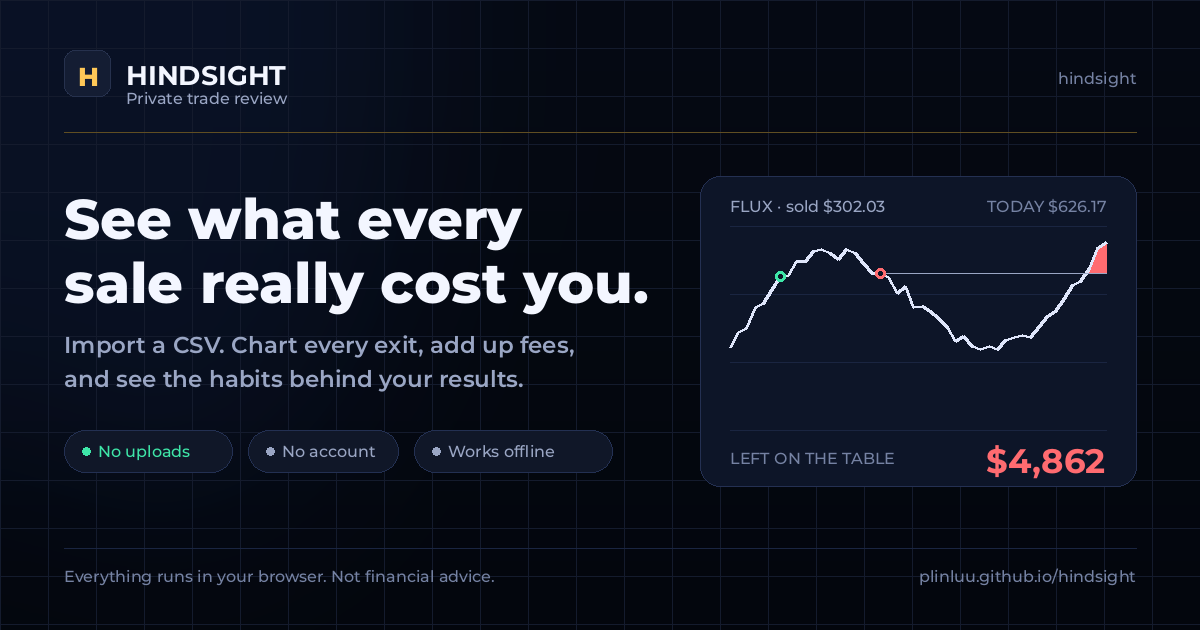 H
HINDSIGHT
Private trade review
hindsight
See what every
sale really cost you.
Import a CSV. Chart every exit, add up fees,
and see the habits behind your results.
No uploads
No account
Works offline
FLUX · sold $302.03
TODAY $626.17
LEFT ON THE TABLE
$4,862
Everything runs in your browser. Not financial advice.
plinluu.github.io/hindsight